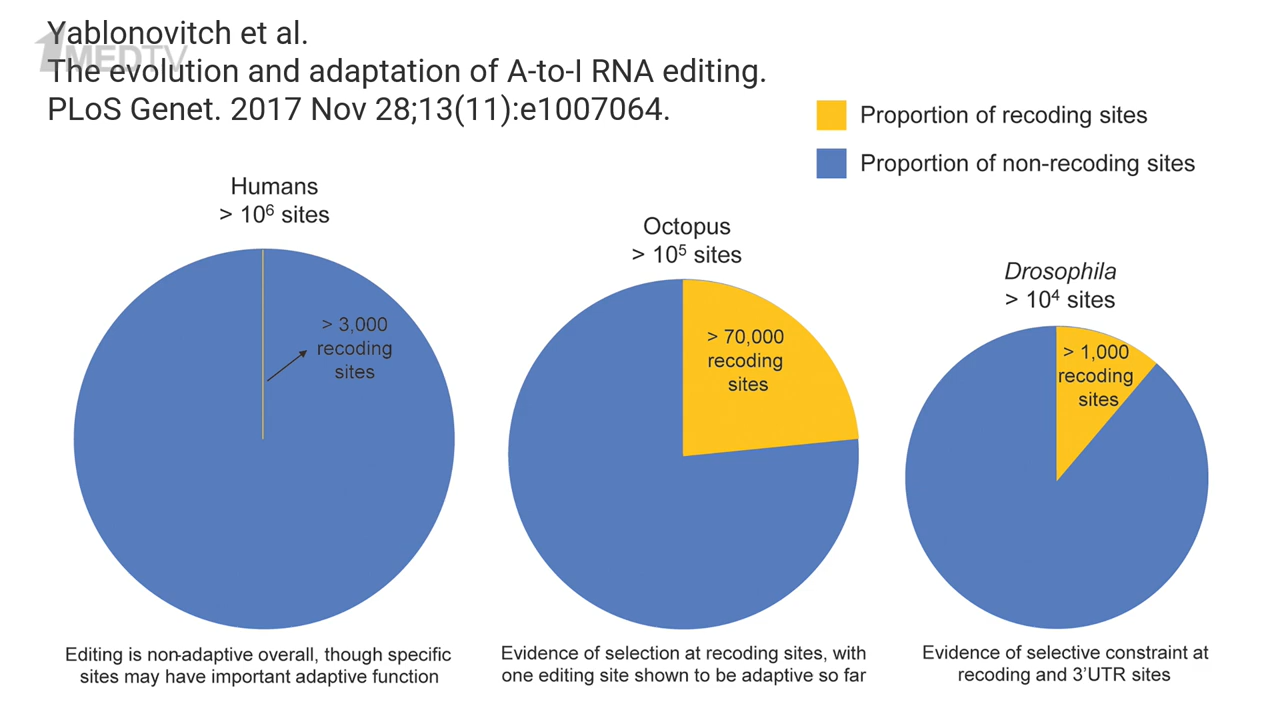 Yablonovitch et al.
MEDTV
The evolution and adaptation of A-to-I RNA editing.
PLoS Genet. 2017 Nov 28;13(11):e1007064.
Proportion of recoding sites
Proportion of non-recoding sites
Humans
> 10⁶ sites
Octopus
> 10⁵ sites
Drosophila
> 10⁴ sites
> 3,000
recoding
sites
> 70,000
recoding
sites
> 1,000
recoding
sites
Editing is non-adaptive overall, though specific
sites may have important adaptive function
Evidence of selection at recoding sites, with
one editing site shown to be adaptive so far
Evidence of selective constraint at
recoding and 3'UTR sites